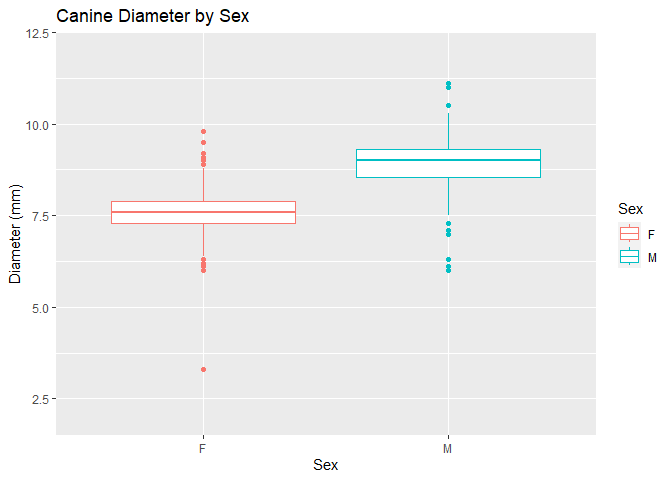 Canine Diameter by Sex
12.5
10.0
7.5
5.0
2.5
Diameter (mm)
F
M
Sex
Sex
F
M